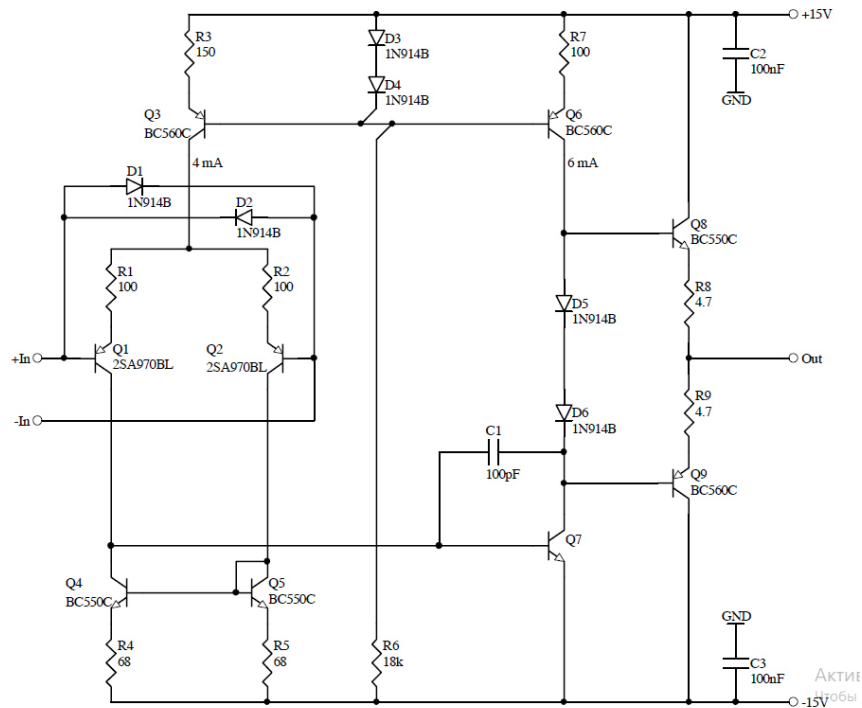 +15V
R3
150
D3
1N914B
R7
100
C2
100nF
D4
1N914B
GND
Q3
BC560C
Q6
BC560C
4 mA
6 mA
D1
1N914B
D2
1N914B
Q8
BC550C
R1
100
R2
100
R8
4.7
D5
1N914B
+In
Q1
2SA970BL
Q2
2SA970BL
Out
R9
4.7
-In
D6
1N914B
C1
100pF
Q9
BC560C
Q7
Q4
BC550C
Q5
BC550C
GND
R4
68
R5
68
R6
18k
C3
100nF
Актив
Чтобы
-15V